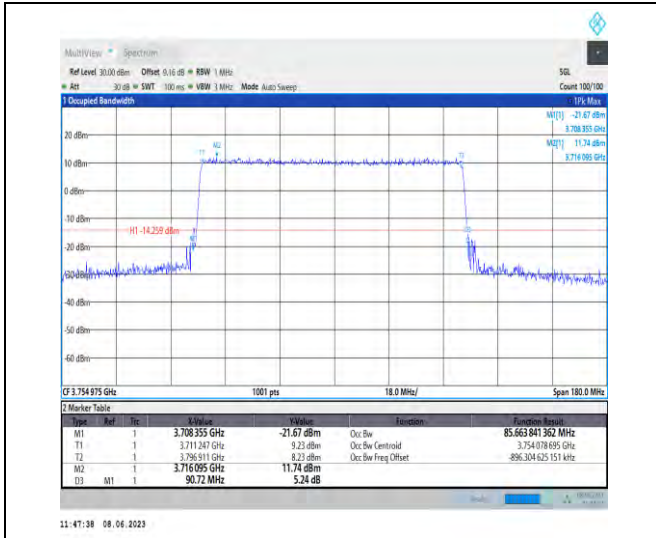 MultiView Spectrum
Ref Level 30.00 dBm Offset 9.16 dB RBW 1 MHz SGL
Att 30 dB SWT 100 ms VBW 3 MHz Mode Auto Sweep Count 100/100
1 Occupied Bandwidth 1Pk Max
M1[1] -21.67 dBm
3.708 355 GHz
20 dBm M2[1] 11.74 dBm
3.716 095 GHz
T1 M2 T2
10 dBm
0 dBm
-10 dBm
H1 -14.259 dBm
-20 dBm
-30 dBm
-40 dBm
-50 dBm
-60 dBm
CF 3.754 975 GHz 1001 pts 18.0 MHz/ Span 180.0 MHz
2 Marker Table
Type Ref Trc X-Value Y-Value Function Function Result
M1 1 3.708 355 GHz -21.67 dBm Occ Bw 85.663 841 362 MHz
T1 1 3.711 247 GHz 9.23 dBm Occ Bw Centroid 3.754 078 695 GHz
T2 1 3.796 911 GHz 8.23 dBm Occ Bw Freq Offset -896.304 625 151 kHz
M2 1 3.716 095 GHz 11.74 dBm
D3 M1 1 90.72 MHz 5.24 dB
11:47:38 08.06.2023